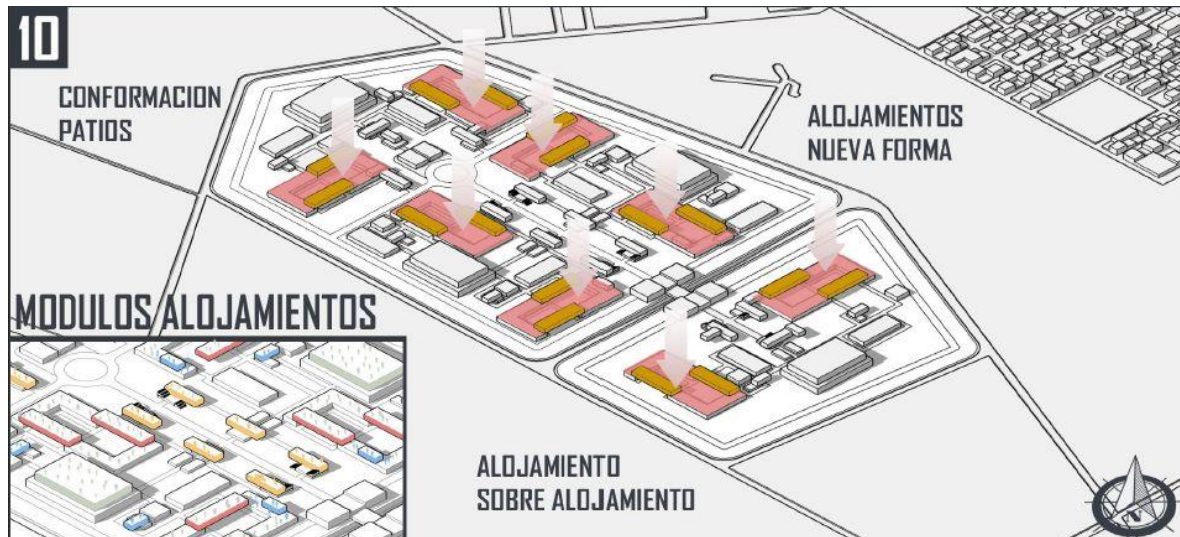 10
CONFORMACION
PATIOS
ALOJAMIENTOS
NUEVA FORMA
MODULOS ALOJAMIENTOS
ALOJAMIENTO
SOBRE ALOJAMIENTO
N